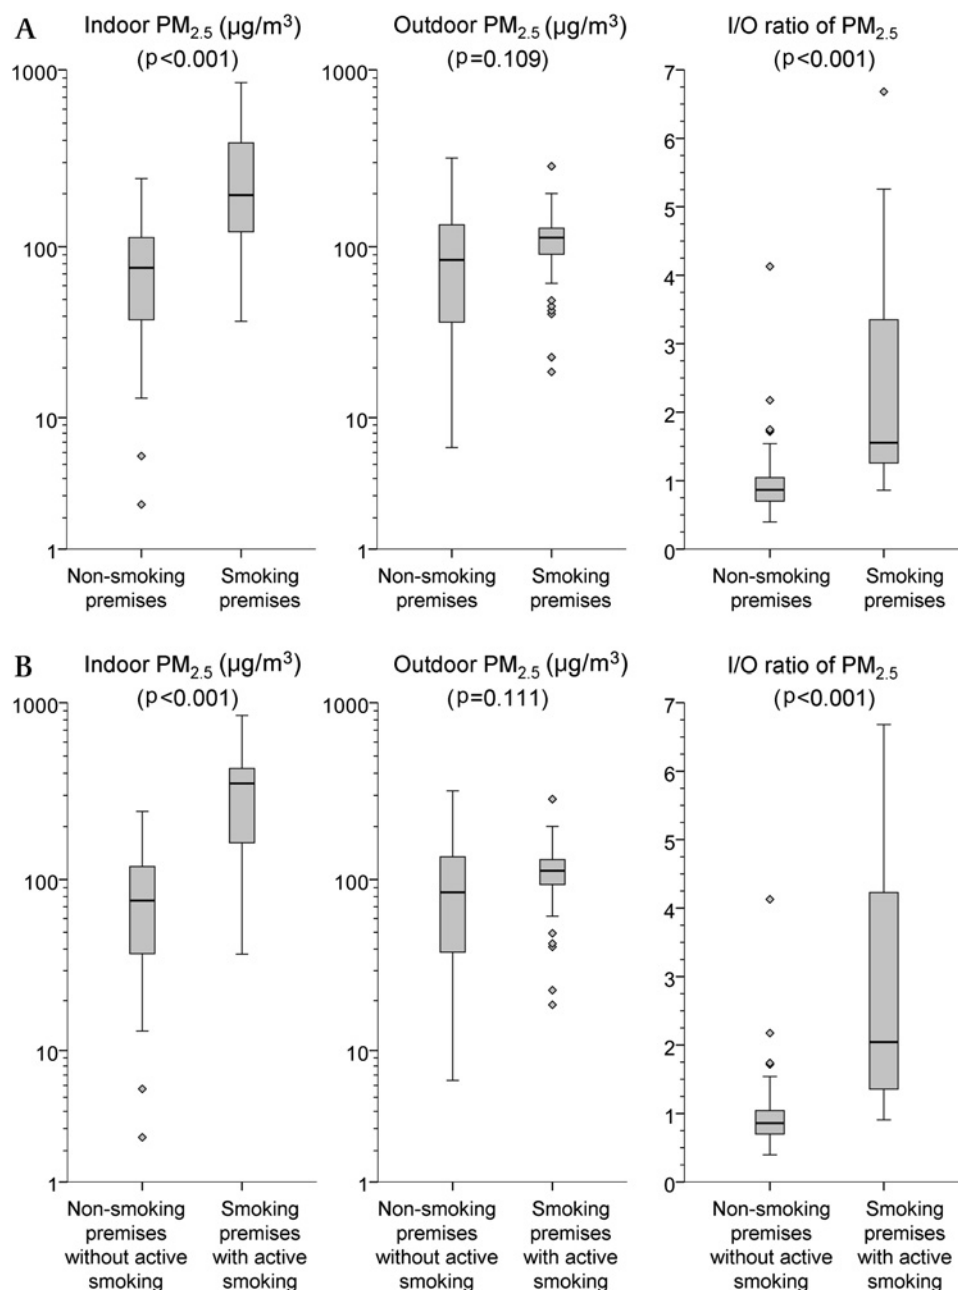 A
Indoor PM2.5 (µg/m3)
(p<0.001)
1000
100
10
1
Non-smoking
premises
Smoking
premises
Outdoor PM2.5 (µg/m3)
(p=0.109)
1000
100
10
1
Non-smoking
premises
Smoking
premises
I/O ratio of PM2.5
(p<0.001)
7
6
5
4
3
2
1
0
Non-smoking
premises
Smoking
premises
B
Indoor PM2.5 (µg/m3)
(p<0.001)
1000
100
10
1
Non-smoking
premises
without active
smoking
Smoking
premises
with active
smoking
Outdoor PM2.5 (µg/m3)
(p=0.111)
1000
100
10
1
Non-smoking
premises
without active
smoking
Smoking
premises
with active
smoking
I/O ratio of PM2.5
(p<0.001)
7
6
5
4
3
2
1
0
Non-smoking
premises
without active
smoking
Smoking
premises
with active
smoking